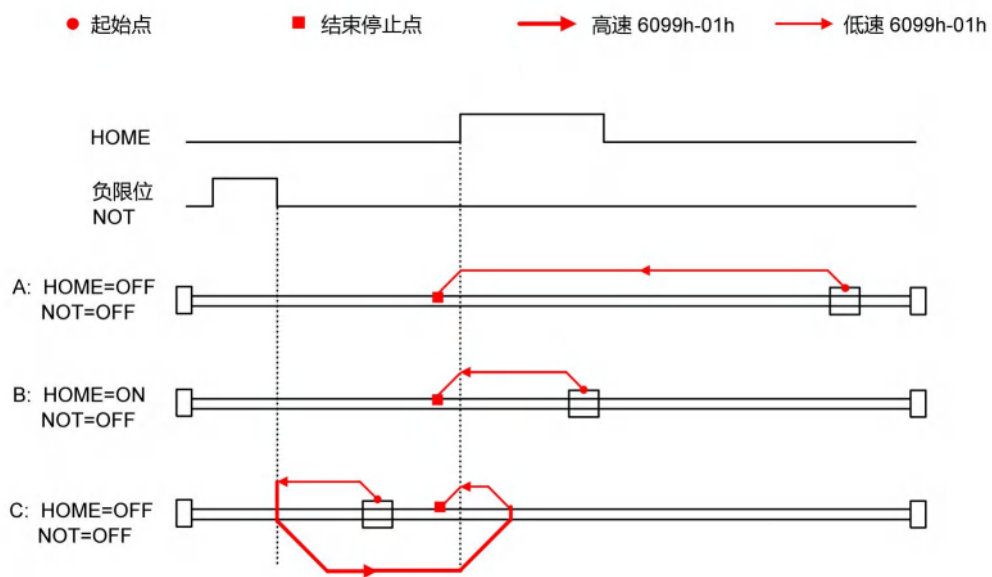 起始点 结束停止点 高速 6099h-01h 低速 6099h-01h
HOME
负限位
NOT
A: HOME=OFF
NOT=OFF
B: HOME=ON
NOT=OFF
C: HOME=OFF
NOT=OFF